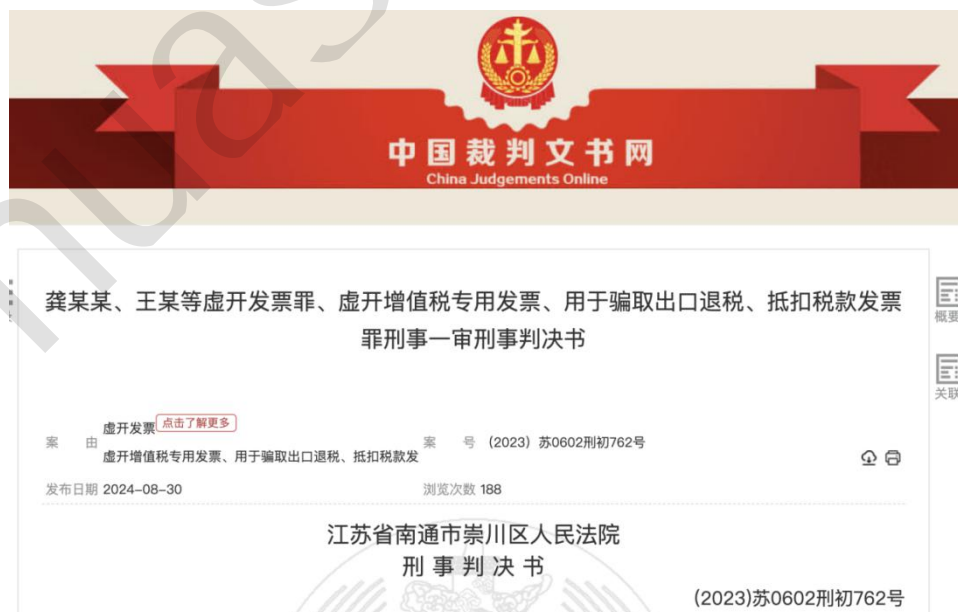 中国裁判文书网
China Judgements Online
龚某某、王某等虚开发票罪、虚开增值税专用发票、用于骗取出口退税、抵扣税款发票
罪刑事一审刑事判决书
概要
关联
案 由 虚开发票 点击了解更多
虚开增值税专用发票、用于骗取出口退税、抵扣税款发
案 号 (2023) 苏0602刑初762号
发布日期 2024-08-30 浏览次数 188
江苏省南通市崇川区人民法院
刑 事 判 决 书
(2023)苏0602刑初762号